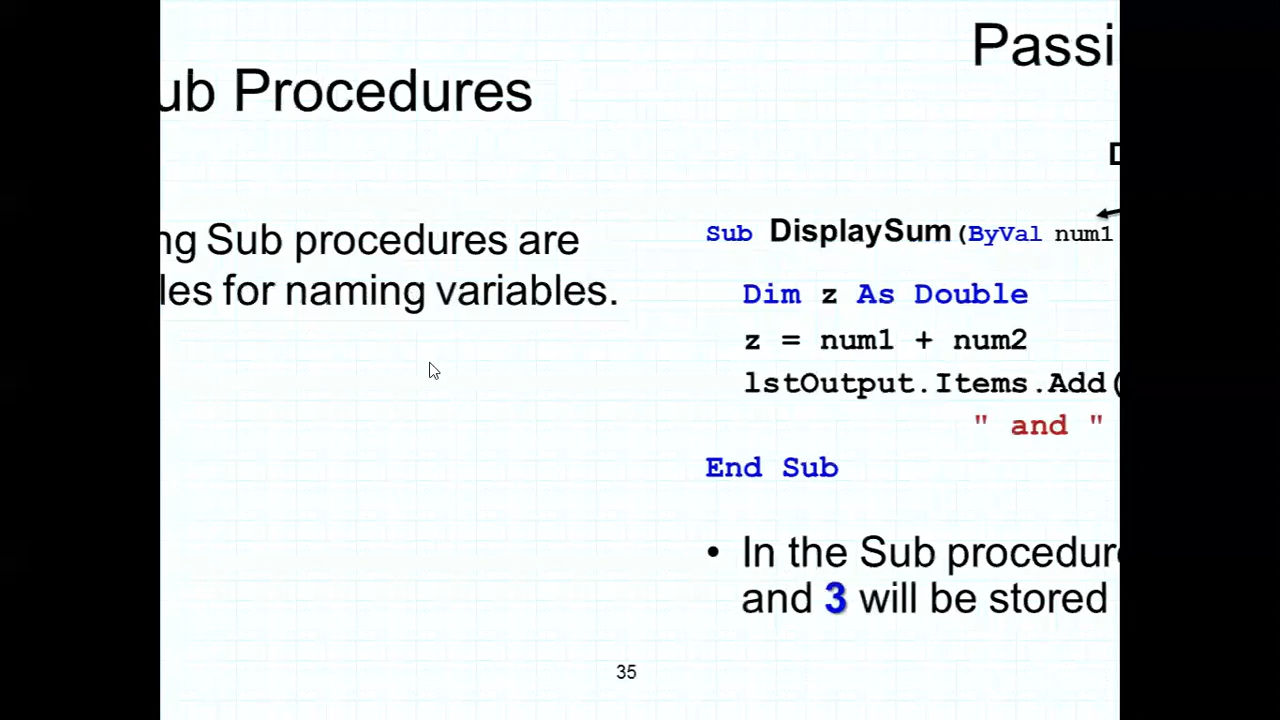 ub Procedures
ng Sub procedures are
les for naming variables.
35
Passi
Sub DisplaySum(ByVal num1
Dim z As Double
z = num1 + num2
lstOutput.Items.Add(
" and "
End Sub
• In the Sub procedur
and 3 will be stored